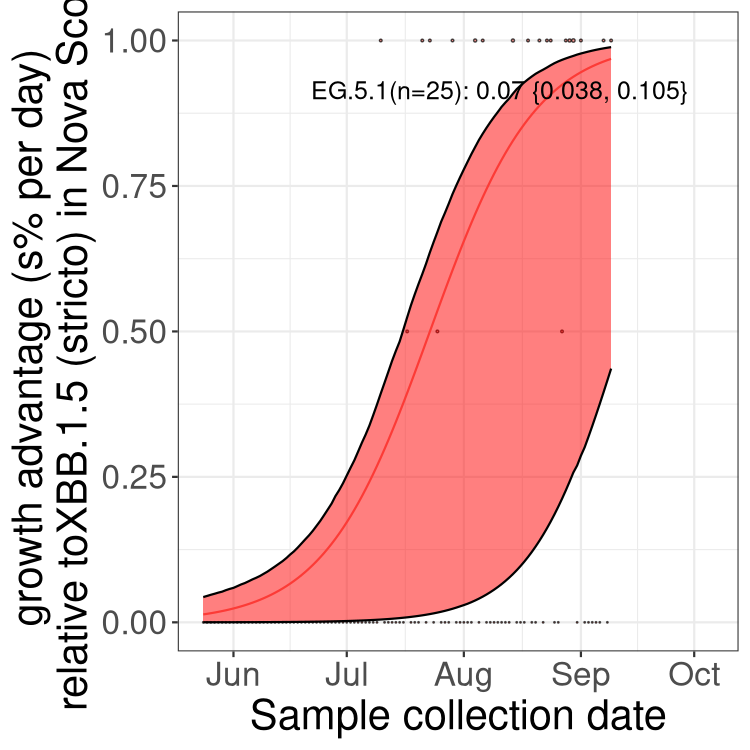 growth advantage (s% per day)
relative toXBB.1.5 (stricto) in Nova Sco
1.00
0.75
0.50
0.25
0.00
EG.5.1(n=25): 0.07 {0.038, 0.105}
Jun Jul Aug Sep Oct
Sample collection date